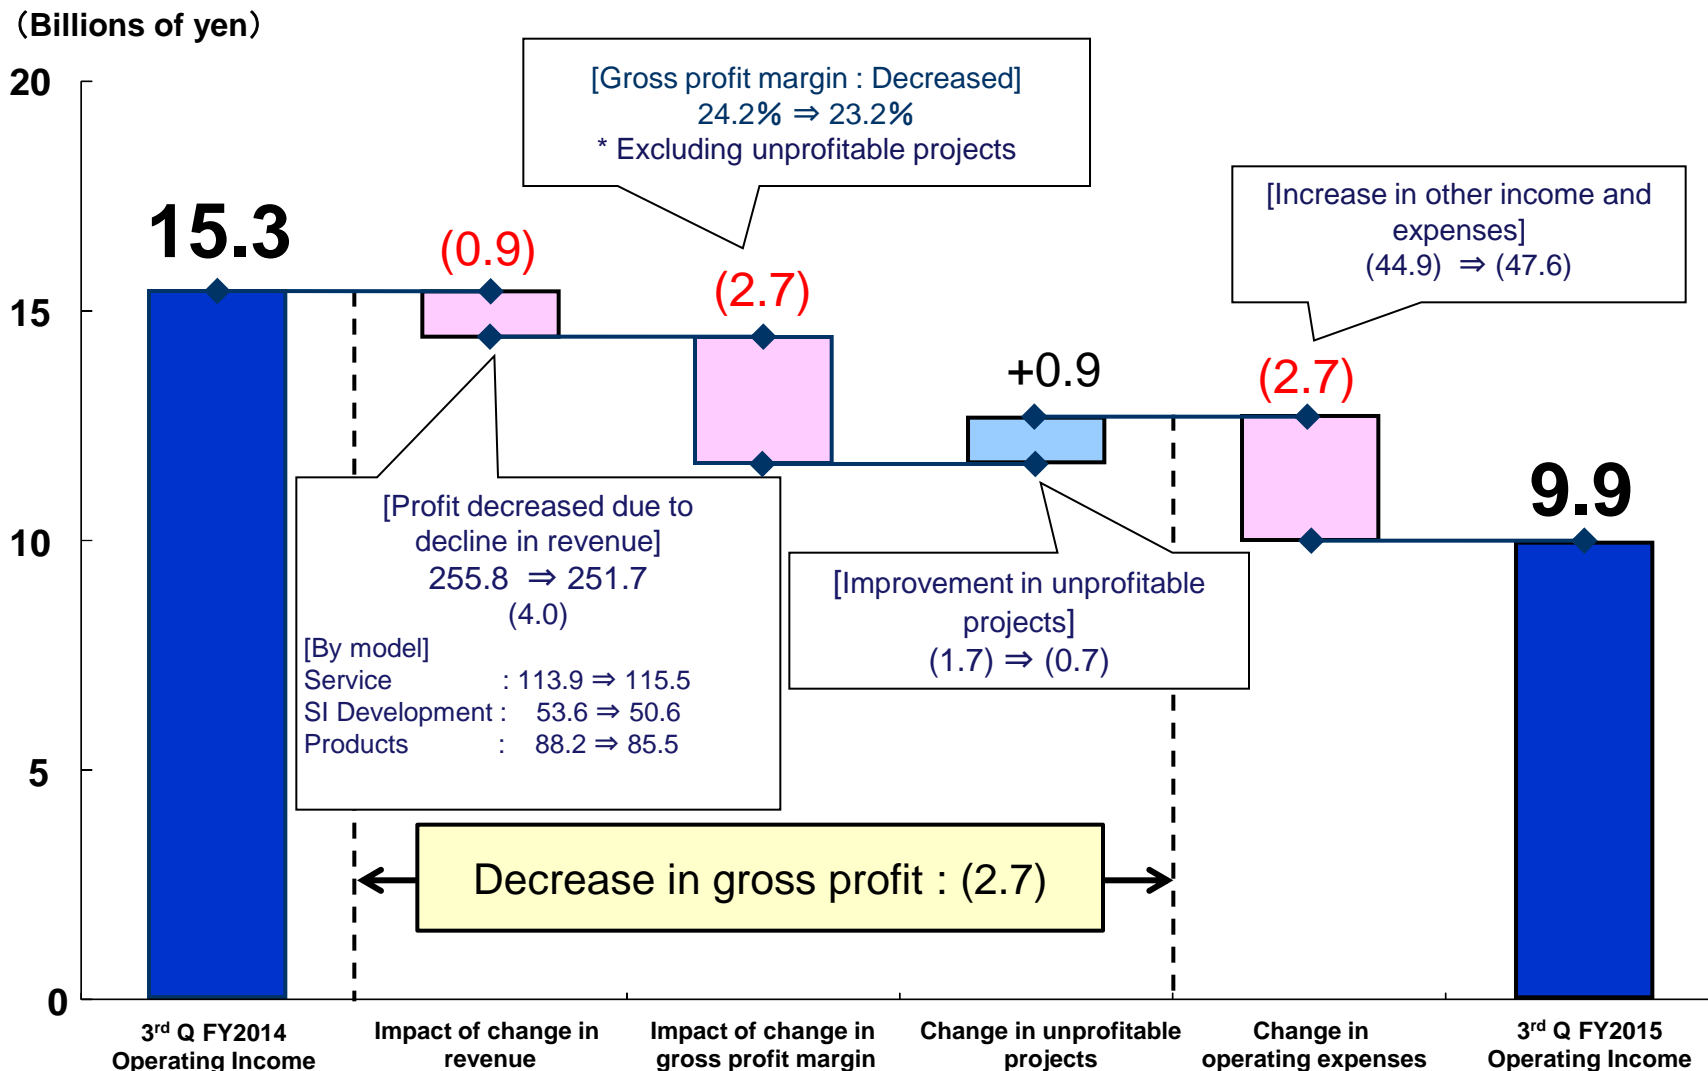 （Billions of yen）
20
15
10
5
0
[Gross profit margin : Decreased]
24.2% ⇒ 23.2%
* Excluding unprofitable projects
[Increase in other income and
expenses]
(44.9) ⇒ (47.6)
15.3
(0.9)
(2.7)
+0.9
(2.7)
9.9
[Profit decreased due to
decline in revenue]
255.8 ⇒ 251.7
(4.0)
[By model]
Service : 113.9 ⇒ 115.5
SI Development : 53.6 ⇒ 50.6
Products : 88.2 ⇒ 85.5
[Improvement in unprofitable
projects]
(1.7) ⇒ (0.7)
Decrease in gross profit : (2.7)
3rd Q FY2014
Operating Income
Impact of change in
revenue
Impact of change in
gross profit margin
Change in unprofitable
projects
Change in
operating expenses
3rd Q FY2015
Operating Income